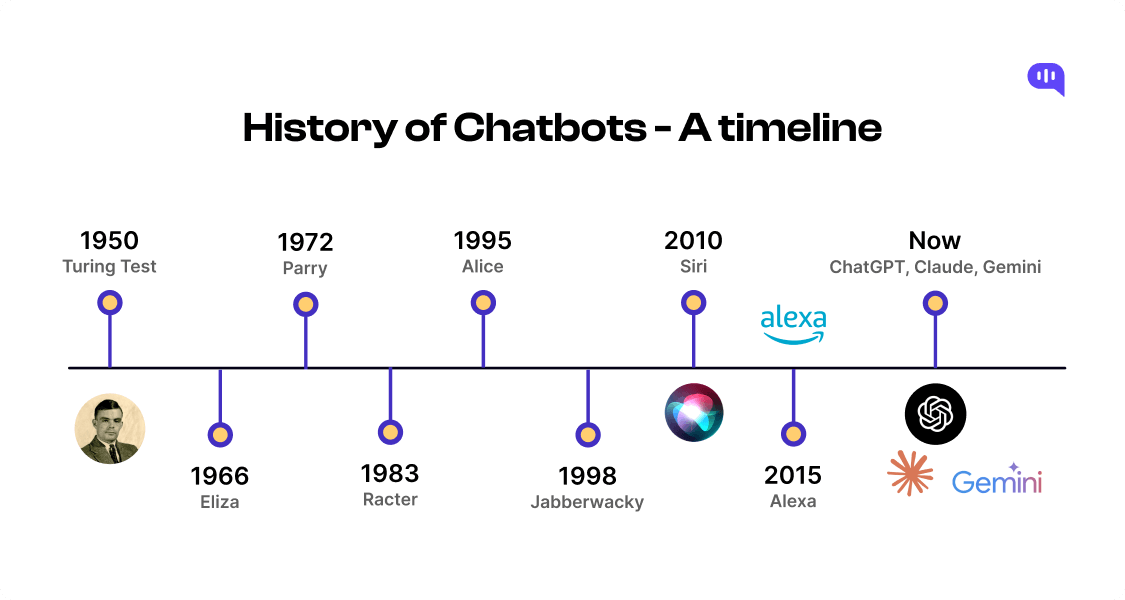 History of Chatbots - A timeline
1950
Turing Test
1972
Parry
1995
Alice
2010
Siri
Now
ChatGPT, Claude, Gemini
alexa
1966
Eliza
1983
Racter
1998
Jabberwacky
2015
Alexa
Gemini